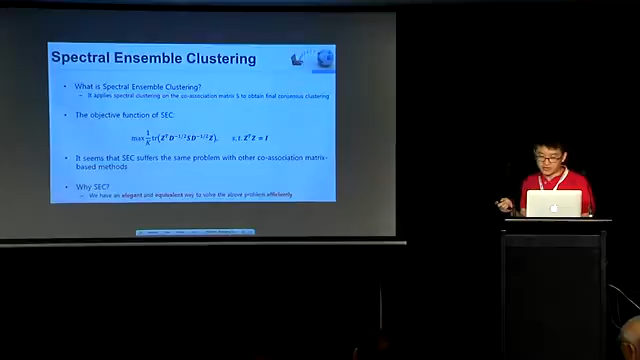 Spectral Ensemble Clustering
• What is Spectral Ensemble Clustering?
– It applies spectral clustering on the co-association matrix S to obtain final consensus clustering
• The objective function of SEC:
max 1/K tr(Z^T D^{-1/2} S D^{-1/2} Z), s.t. Z^T Z = I
• It seems that SEC suffers the same problem with other co-association matrix-
based methods
• Why SEC?
– We have an elegant and equivalent way to solve the above problem efficiently